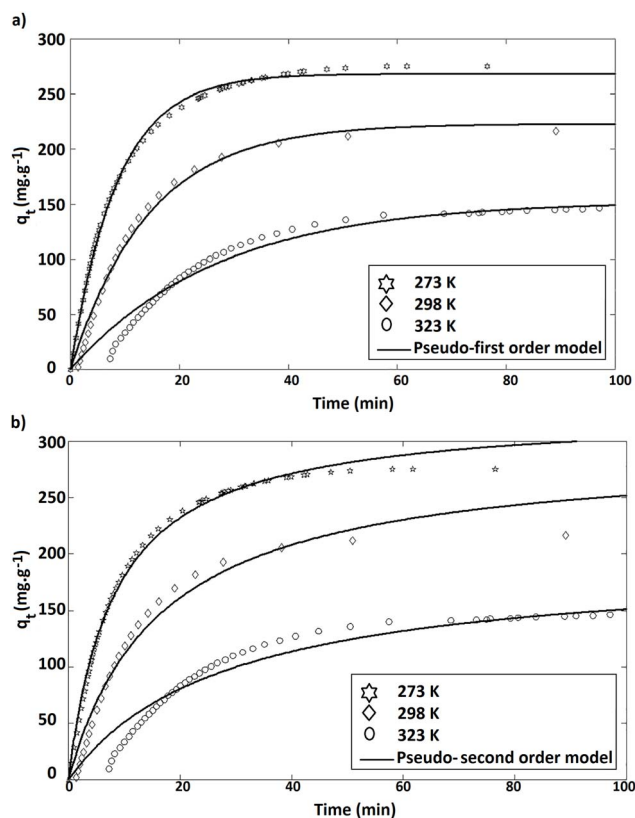 a)
300
250
200
150
100
50
0
qt (mg.g-1)
0 20 40 60 80 100
Time (min)
273 K
298 K
323 K
Pseudo-first order model
b)
300
250
200
150
100
50
0
qt (mg.g-1)
0 20 40 60 80 100
Time (min)
273 K
298 K
323 K
Pseudo- second order model